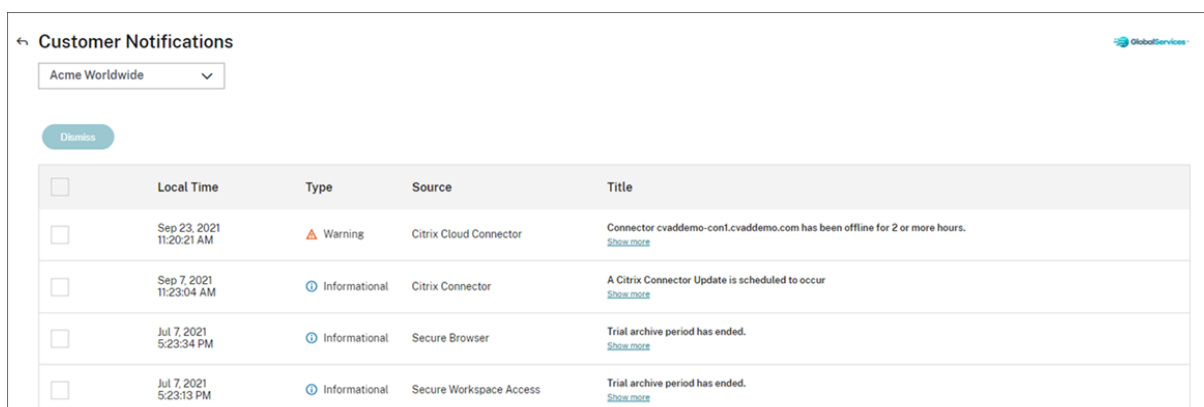 Customer Notifications
GlobalServices
Acme Worldwide
Dismiss
Local Time Type Source Title
Sep 23, 2021
11:20:21 AM
Warning
Citrix Cloud Connector
Connector cvaddemo-con1.cvaddemo.com has been offline for 2 or more hours.
Show more
Sep 7, 2021
11:23:04 AM
Informational
Citrix Connector
A Citrix Connector Update is scheduled to occur
Show more
Jul 7, 2021
5:23:34 PM
Informational
Secure Browser
Trial archive period has ended.
Show more
Jul 7, 2021
5:23:13 PM
Informational
Secure Workspace Access
Trial archive period has ended.
Show more